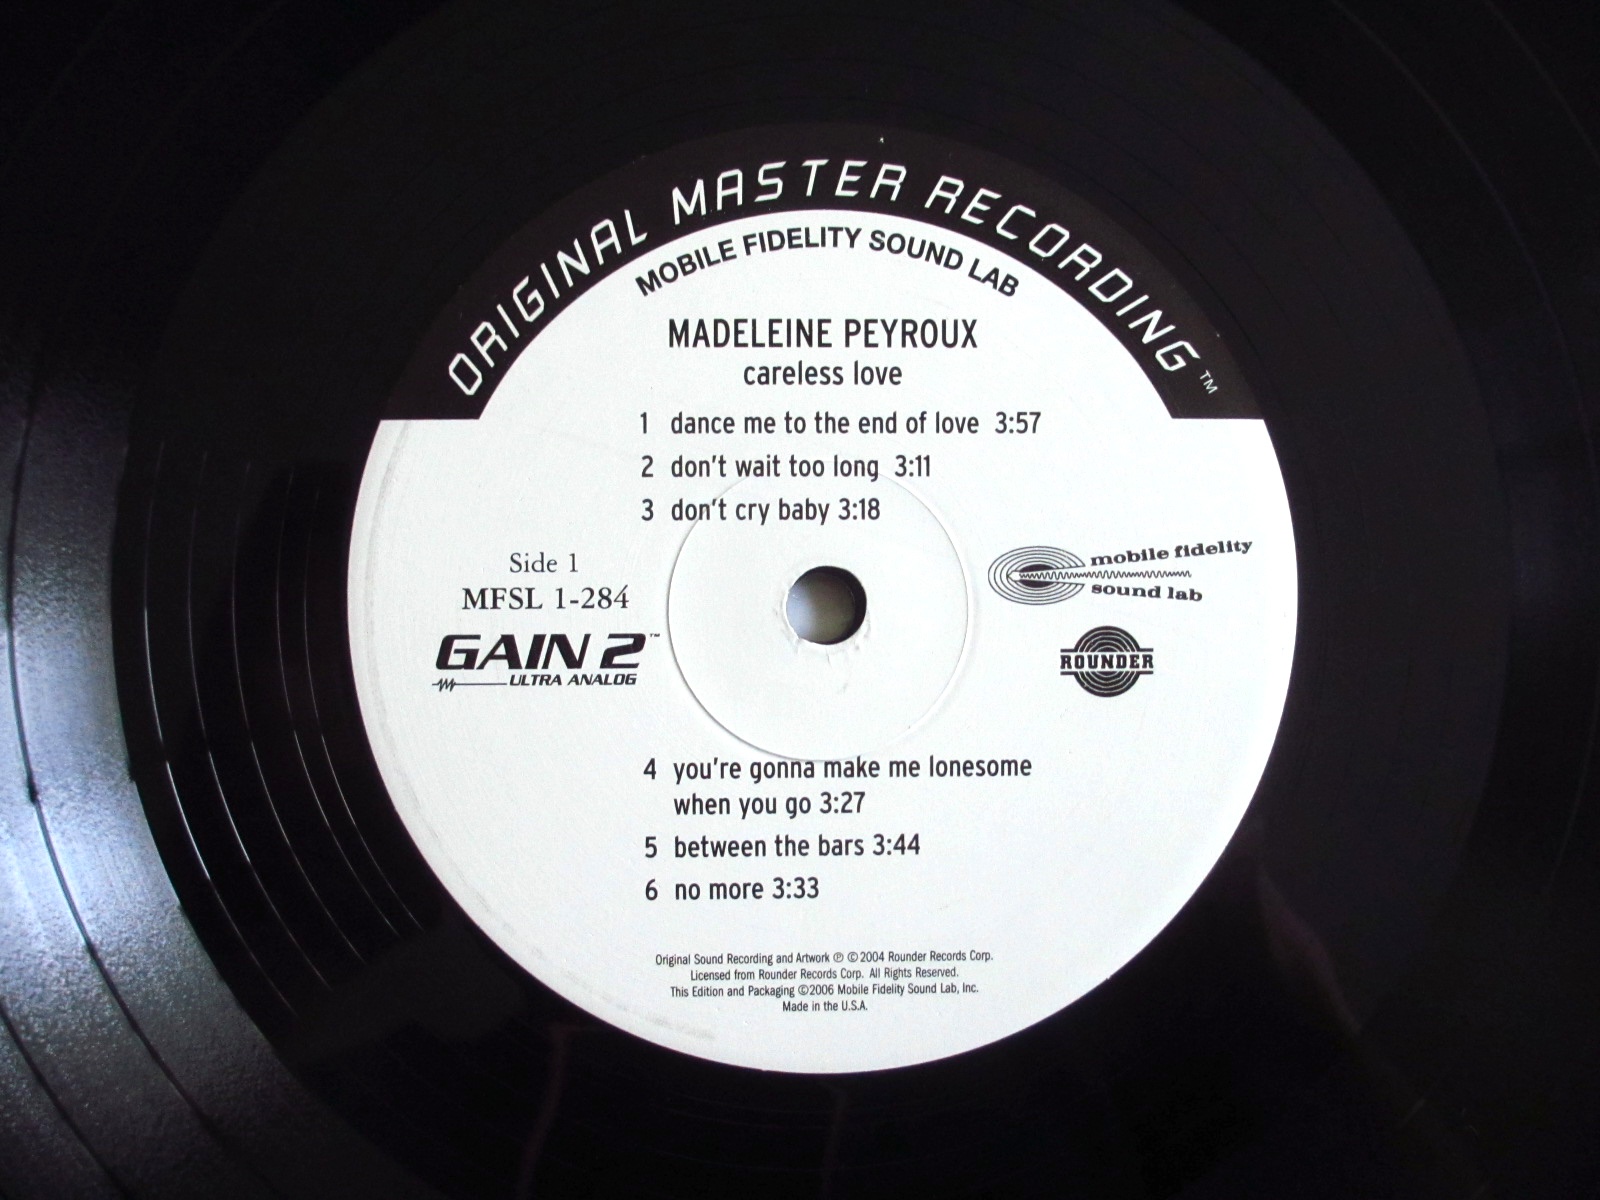 ORIGINAL MASTER RECORDING™
MOBILE FIDELITY SOUND LAB
MADELEINE PEYROUX
careless love
1 dance me to the end of love 3:57
2 don't wait too long 3:11
3 don't cry baby 3:18
Side 1
MFSL 1-284
GAIN 2™
ULTRA ANALOG
mobile fidelity
sound lab
ROUNDER
4 you're gonna make me lonesome
when you go 3:27
5 between the bars 3:44
6 no more 3:33
Original Sound Recording and Artwork ℗ © 2004 Rounder Records Corp.
Licensed from Rounder Records Corp. All Rights Reserved.
This Edition and Packaging ©2006 Mobile Fidelity Sound Lab, Inc.
Made in the U.S.A.